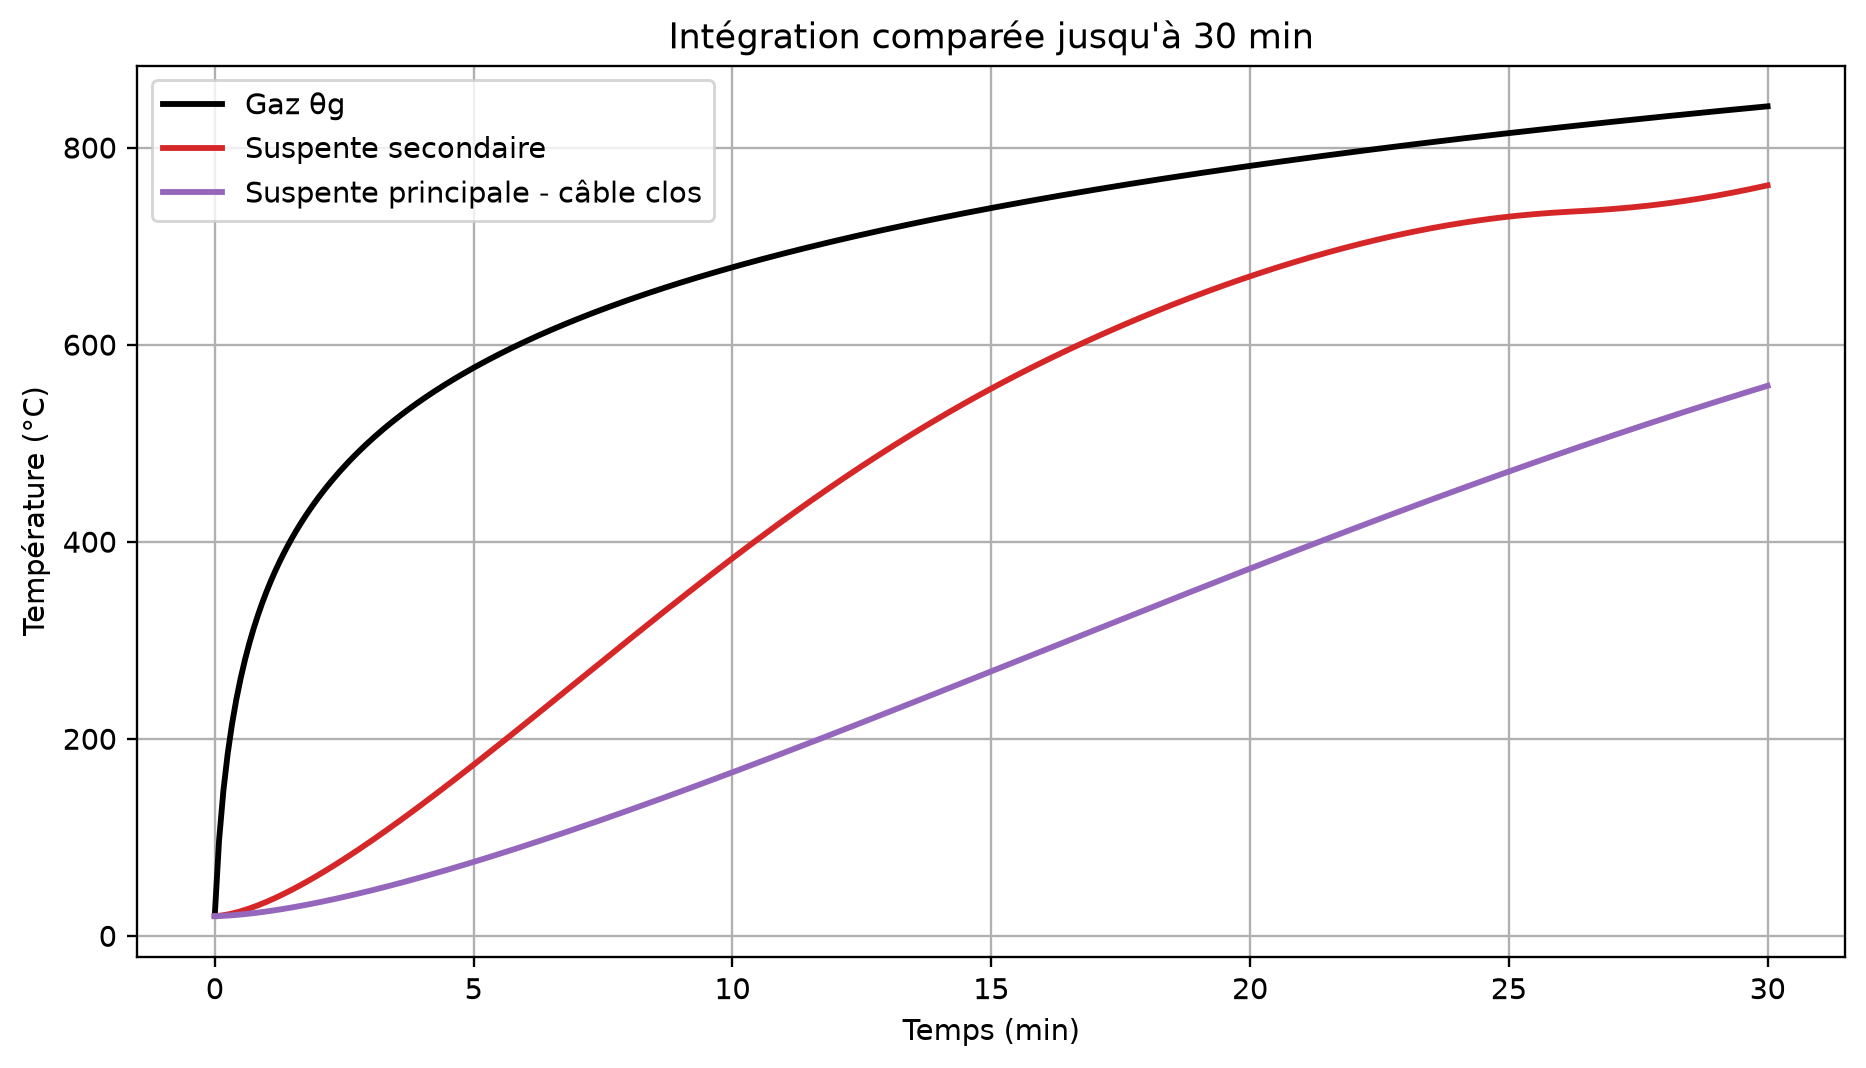 Intégration comparée jusqu'à 30 min
Gaz θg
Suspente secondaire
Suspente principale - câble clos
800
600
400
200
0
Température (°C)
0 5 10 15 20 25 30
Temps (min)